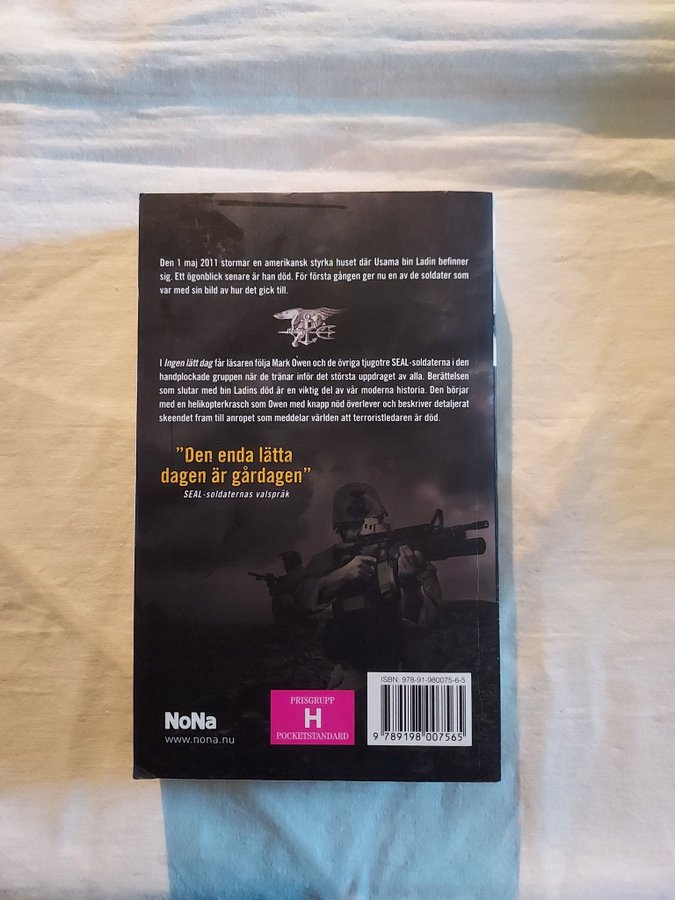 Den 1 maj 2011 stormar en amerikansk styrka huset där Usama bin Ladin befinner
sig. Ett ögonblick senare är han död. För första gången ger nu en av de soldater som
var med sin bild av hur det gick till.
I Ingen lätt dag får läsaren följa Mark Owen och de övriga tjugotre SEAL-soldaterna i den
handplockade gruppen när de tränar inför det största uppdraget av alla. Berättelsen
som slutar med bin Ladins död är en viktig del av vår moderna historia. Den börjar
med en helikopterkrasch som Owen med knapp nöd överlever och beskriver detaljerat
skeendet fram till anropet som meddelar världen att terroristledaren är död.
”Den enda lätta
dagen är gårdagen”
SEAL-soldaternas valspråk
NoNa
www.nona.nu
PRISGRUPP
H
POCKETSTANDARD
ISBN: 978-91-980075-6-5
9 789198 007565